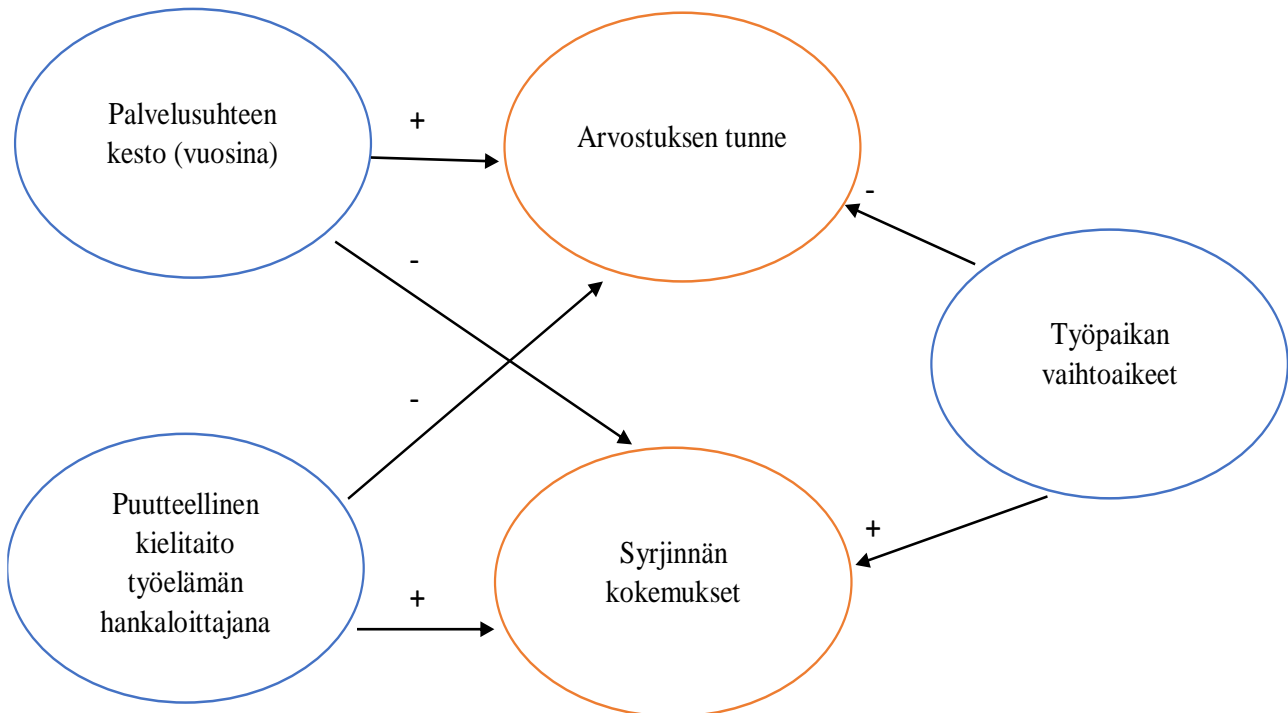 Palvelusuhteen
kesto (vuosina)
+
Arvostuksen tunne
-
-
-
Työpaikan
vaihtoaikeet
Puutteellinen
kielitaito
työelämän
hankaloittajana
+
Syrjinnän
kokemukset
+